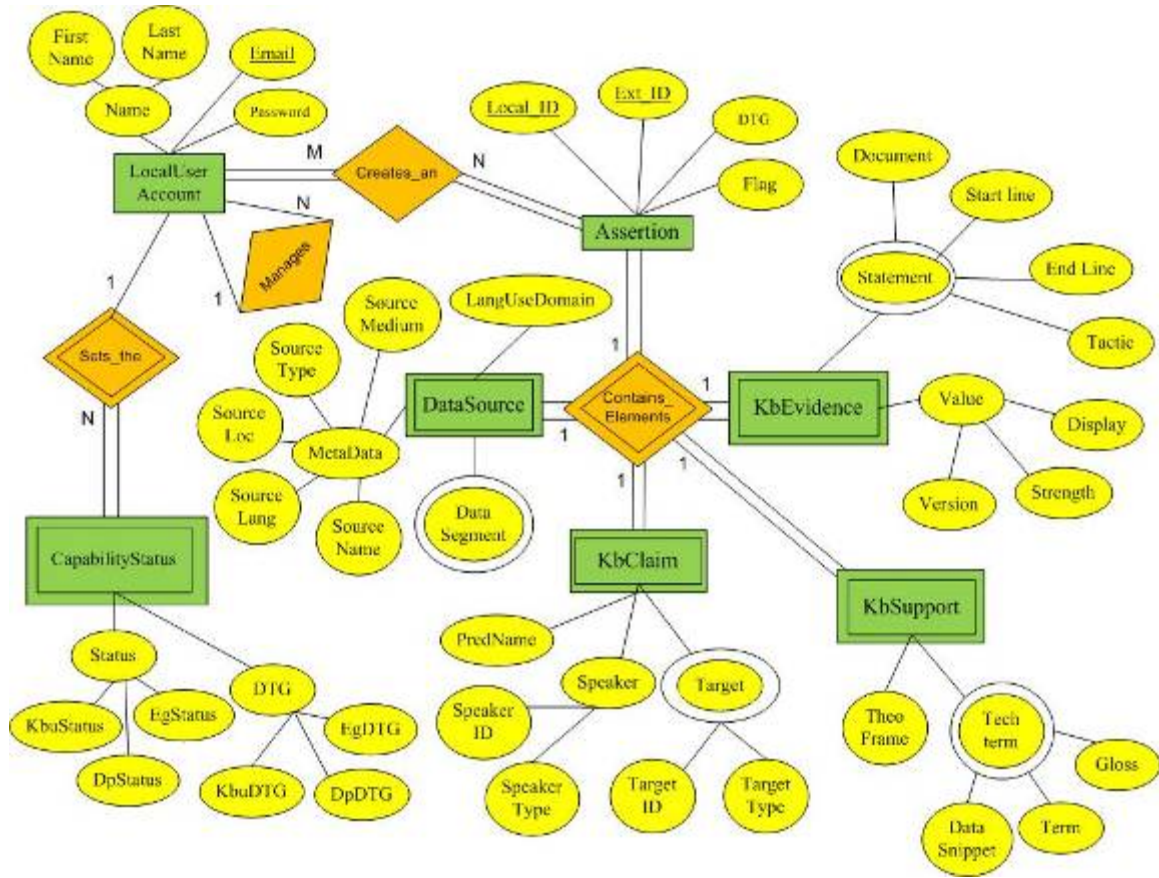 First
Name
Last
Name
Email
Name
Password
Local_ID
Ext_ID
DTG
Flag
LocalUser
Account
M
Creates_an
N
Assertion
Document
Start line
Statement
End Line
Tactic
N
Manages
1
1
Sets_the
N
Source
Medium
LangUseDomain
Source
Type
Source
Loc
MetaData
Source
Lang
Source
Name
DataSource
1
Contains_
Elements
1
1
1
1
KbEvidence
Value
Display
Version
Strength
Data
Segment
CapabilityStatus
KbClaim
KbSupport
Status
DTG
KbuStatus
EgStatus
DpStatus
EgDTG
KbuDTG
DpDTG
PredName
Speaker
Target
Speaker
ID
Speaker
Type
Target
ID
Target
Type
Theo
Frame
Tech
term
Gloss
Data
Snippet
Term